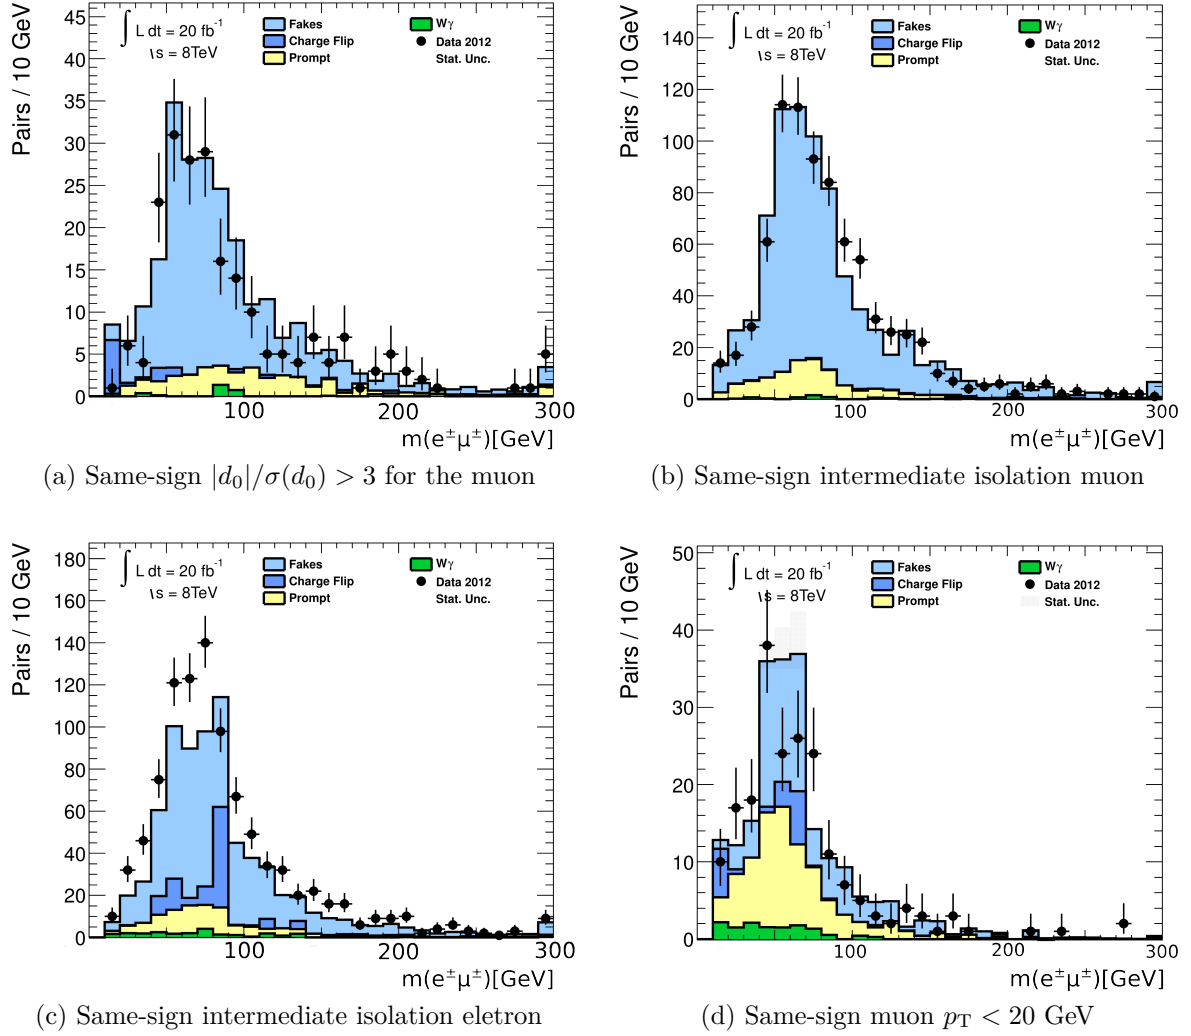 ∫ L dt = 20 fb⁻¹
√s = 8TeV
Fakes
Charge Flip
Prompt
Wγ
Data 2012
Stat. Unc.
Pairs / 10 GeV
45
40
35
30
25
20
15
10
5
0
100 200 300
m(e±μ±)[GeV]
(a) Same-sign |d₀|/σ(d₀) > 3 for the muon
∫ L dt = 20 fb⁻¹
√s = 8TeV
Fakes
Charge Flip
Prompt
Wγ
Data 2012
Stat. Unc.
Pairs / 10 GeV
140
120
100
80
60
40
20
0
100 200 300
m(e±μ±)[GeV]
(b) Same-sign intermediate isolation muon
∫ L dt = 20 fb⁻¹
√s = 8TeV
Fakes
Charge Flip
Prompt
Wγ
Data 2012
Stat. Unc.
Pairs / 10 GeV
180
160
140
120
100
80
60
40
20
0
100 200 300
m(e±μ±)[GeV]
(c) Same-sign intermediate isolation eletron
∫ L dt = 20 fb⁻¹
√s = 8TeV
Fakes
Charge Flip
Prompt
Wγ
Data 2012
Stat. Unc.
Pairs / 10 GeV
50
40
30
20
10
0
100 200 300
m(e±μ±)[GeV]
(d) Same-sign muon p_T < 20 GeV